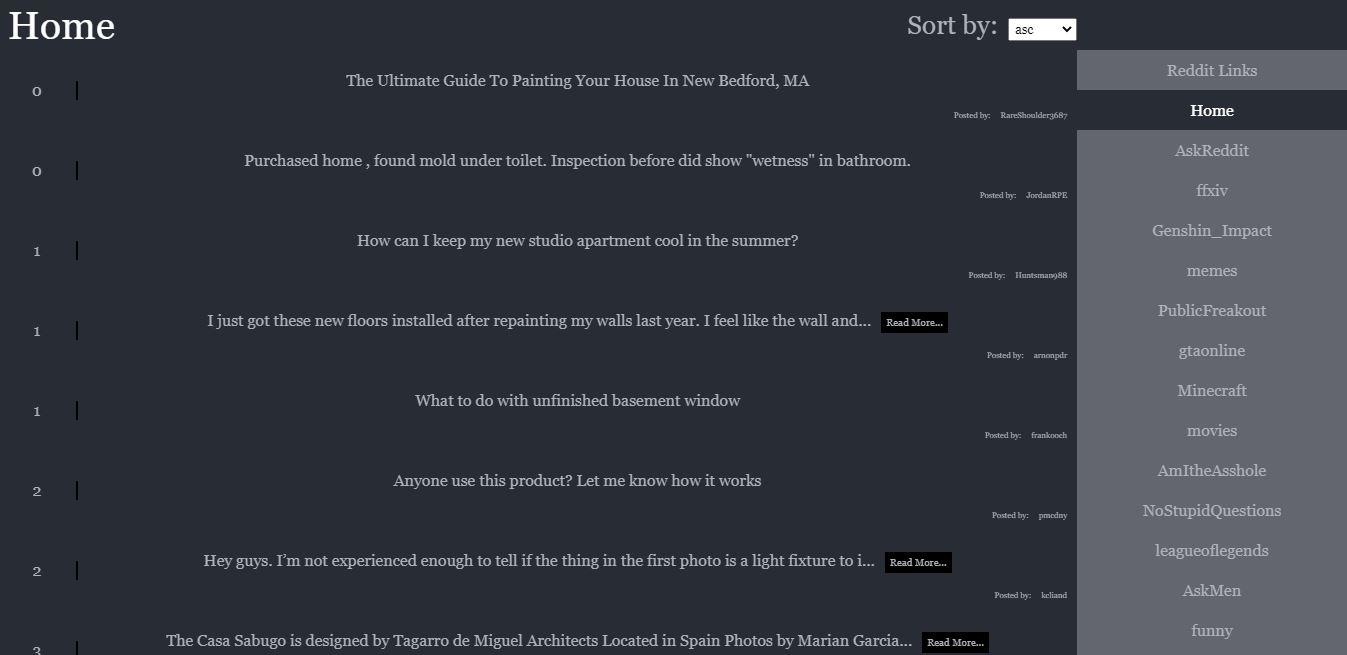 Home
Sort by: asc
0
The Ultimate Guide To Painting Your House In New Bedford, MA
Posted by: RareShoulder3687
0
Purchased home , found mold under toilet. Inspection before did show "wetness" in bathroom.
Posted by: JordanRPE
1
How can I keep my new studio apartment cool in the summer?
Posted by: Huntsman988
1
I just got these new floors installed after repainting my walls last year. I feel like the wall and... Read More...
Posted by: arnonpdr
1
What to do with unfinished basement window
Posted by: frankooch
2
Anyone use this product? Let me know how it works
Posted by: pmcdny
2
Hey guys. I’m not experienced enough to tell if the thing in the first photo is a light fixture to i... Read More...
Posted by: kcliand
3
The Casa Sabugo is designed by Tagarro de Miguel Architects Located in Spain Photos by Marian Garcia... Read More...
Reddit Links
Home
AskReddit
ffxiv
Genshin_Impact
memes
PublicFreakout
gtaonline
Minecraft
movies
AmItheAsshole
NoStupidQuestions
leagueoflegends
AskMen
funny